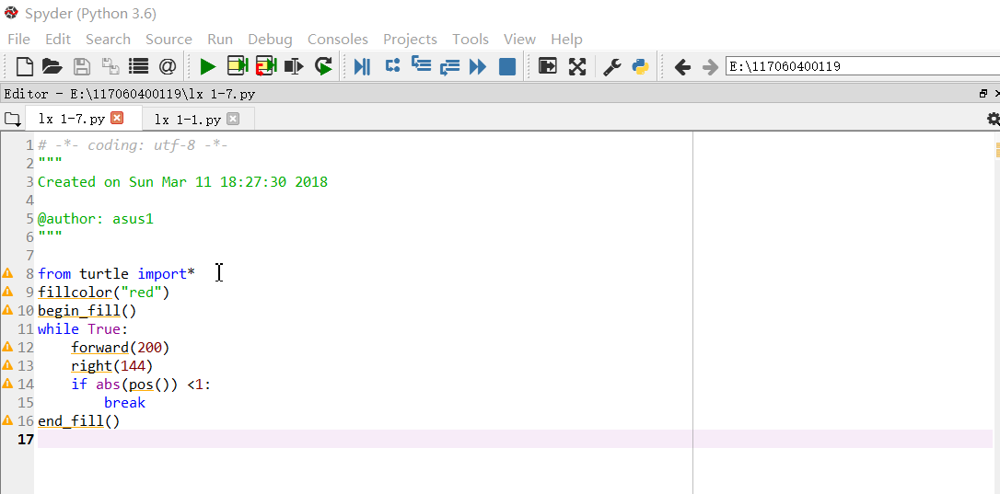 Spyder (Python 3.6)
File Edit Search Source Run Debug Consoles Projects Tools View Help
E:\117060400119
Editor - E:\117060400119\lx 1-7.py
lx 1-7.py lx 1-1.py
1 # -*- coding: utf-8 -*-
2 """
3 Created on Sun Mar 11 18:27:30 2018
4
5 @author: asus1
6 """
7
8 from turtle import*
9 fillcolor("red")
10 begin_fill()
11 while True:
12     forward(200)
13     right(144)
14     if abs(pos()) <1:
15         break
16 end_fill()
17